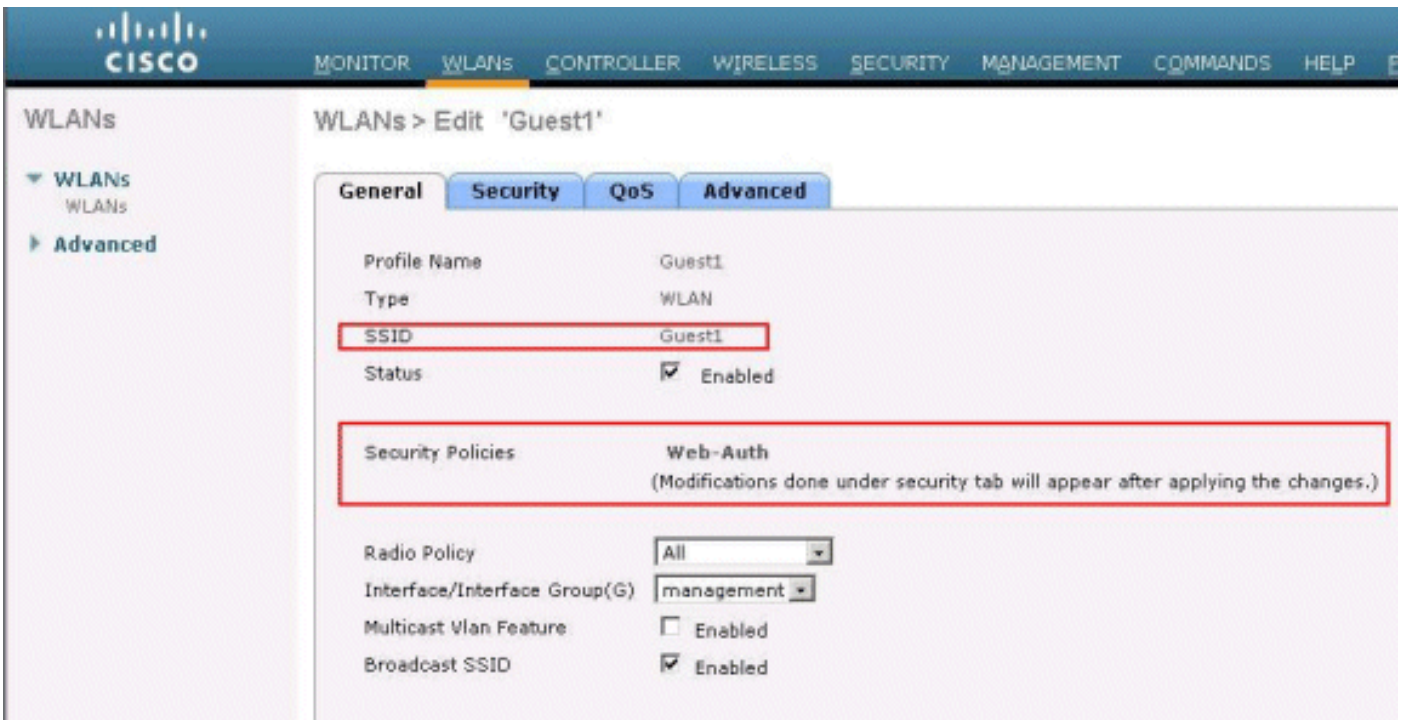 CISCO
MONITOR WLANs CONTROLLER WIRELESS SECURITY MANAGEMENT COMMANDS HELP
WLANs
WLANs > Edit 'Guest1'
WLANs
WLANs
Advanced
General Security QoS Advanced
Profile Name Guest1
Type WLAN
SSID Guest1
Status Enabled
Security Policies Web-Auth
(Modifications done under security tab will appear after applying the changes.)
Radio Policy All
Interface/Interface Group(G) management
Multicast Vlan Feature Enabled
Broadcast SSID Enabled